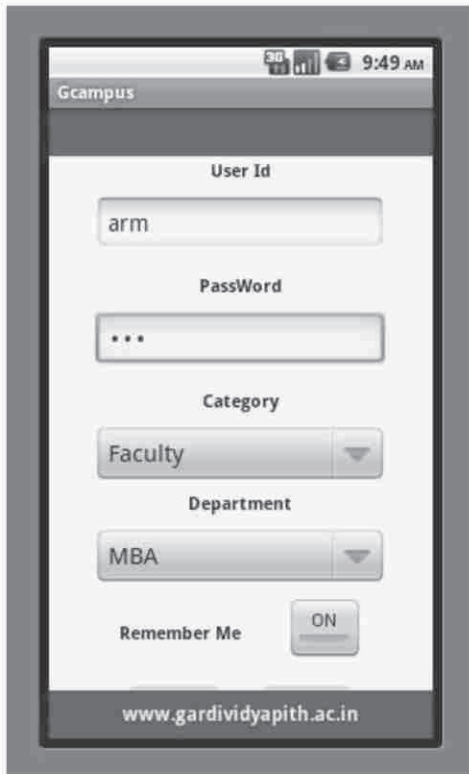 3G
9:49 AM
Gcampus
User Id
arm
PassWord
•••
Category
Faculty
Department
MBA
Remember Me
ON
www.gardividyapith.ac.in